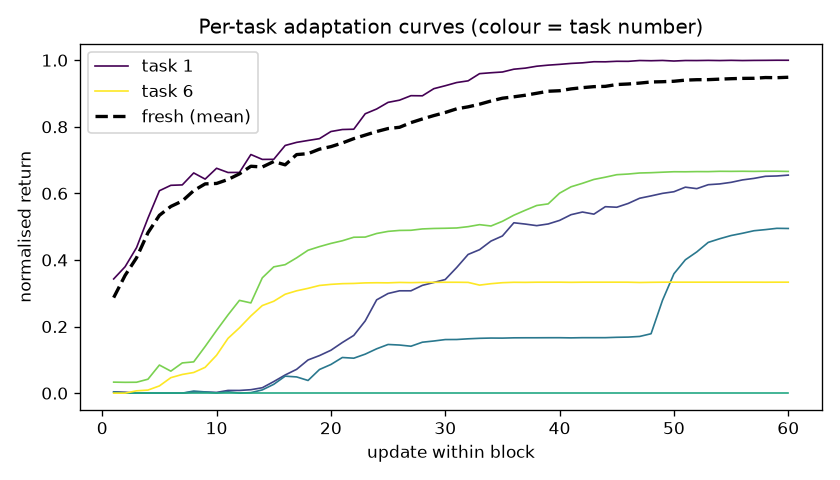 Per-task adaptation curves (colour = task number)
task 1
task 6
fresh (mean)
normalised return
1.0
0.8
0.6
0.4
0.2
0.0
0 10 20 30 40 50 60
update within block